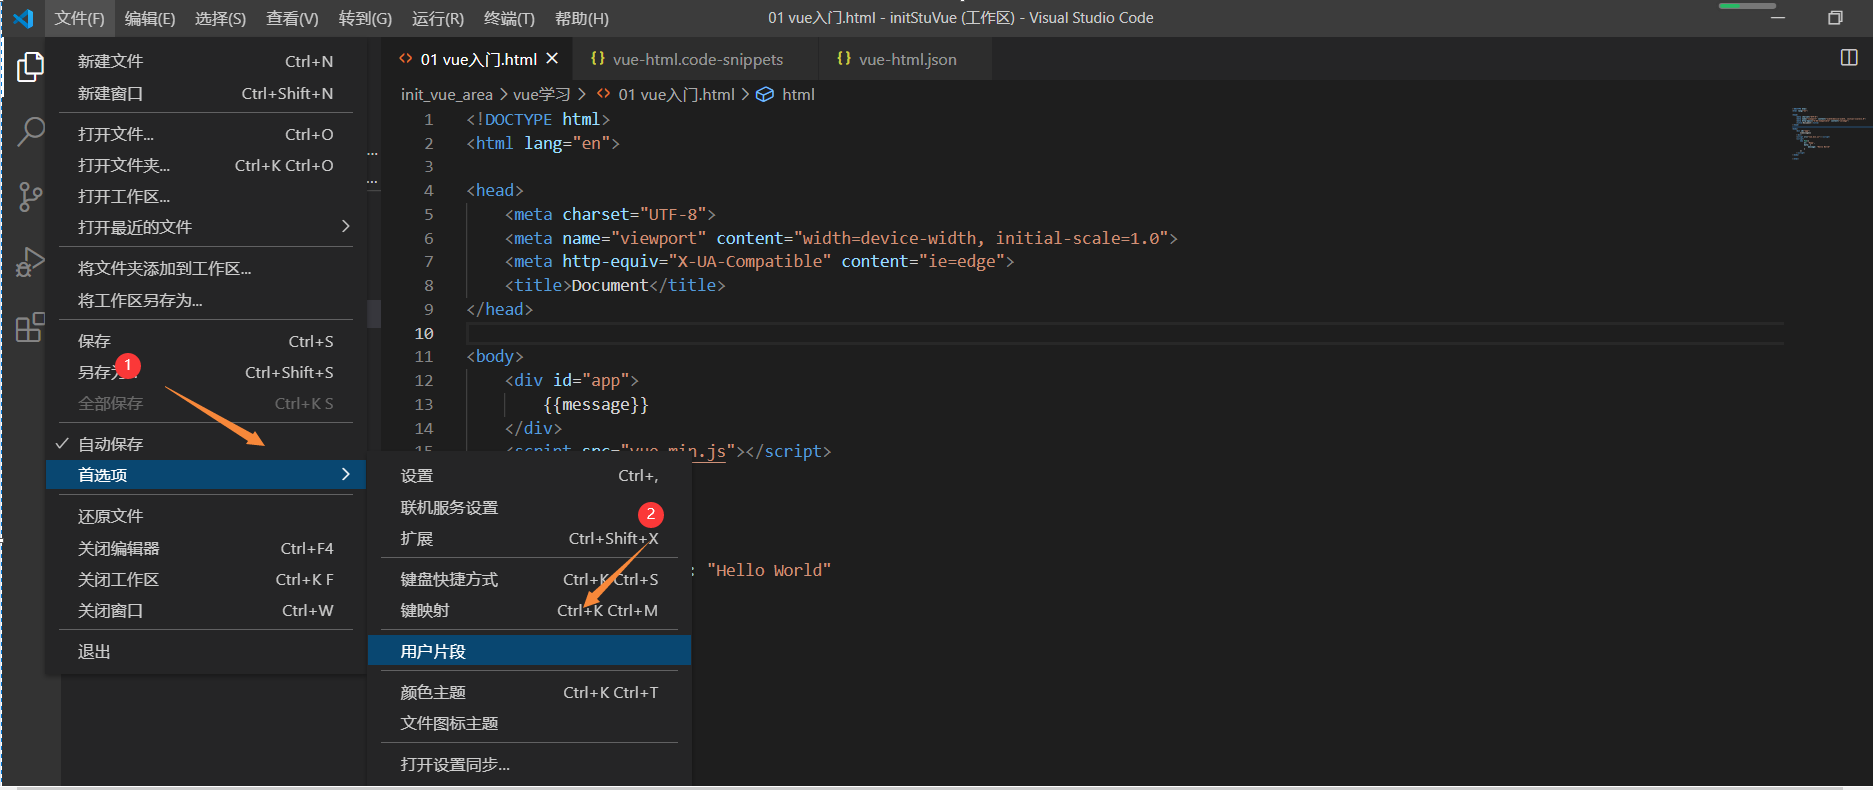 文件(F) 编辑(E) 选择(S) 查看(V) 转到(G) 运行(R) 终端(T) 帮助(H) 01 vue入门.html - initStuVue (工作区) - Visual Studio Code
新建文件 Ctrl+N
新建窗口 Ctrl+Shift+N
打开文件... Ctrl+O
打开文件夹... Ctrl+K Ctrl+O
打开工作区...
打开最近的文件
将文件夹添加到工作区...
将工作区另存为...
保存 Ctrl+S
1
另存为... Ctrl+Shift+S
全部保存 Ctrl+K S
自动保存
首选项
还原文件
关闭编辑器 Ctrl+F4
关闭工作区 Ctrl+K F
关闭窗口 Ctrl+W
退出
设置 Ctrl+,
联机服务设置
2
扩展 Ctrl+Shift+X
键盘快捷方式 Ctrl+K Ctrl+S
键映射 Ctrl+K Ctrl+M
用户片段
颜色主题 Ctrl+K Ctrl+T
文件图标主题
打开设置同步...
01 vue入门.html vue-html.code-snippets vue-html.json
init_vue_area > vue学习 > 01 vue入门.html > html
1 <!DOCTYPE html>
2 <html lang="en">
3
4 <head>
5 <meta charset="UTF-8">
6 <meta name="viewport" content="width=device-width, initial-scale=1.0">
7 <meta http-equiv="X-UA-Compatible" content="ie=edge">
8 <title>Document</title>
9 </head>
10
11 <body>
12 <div id="app">
13 {{message}}
14 </div>
15 <script src="vue.min.js"></script>
: "Hello World"